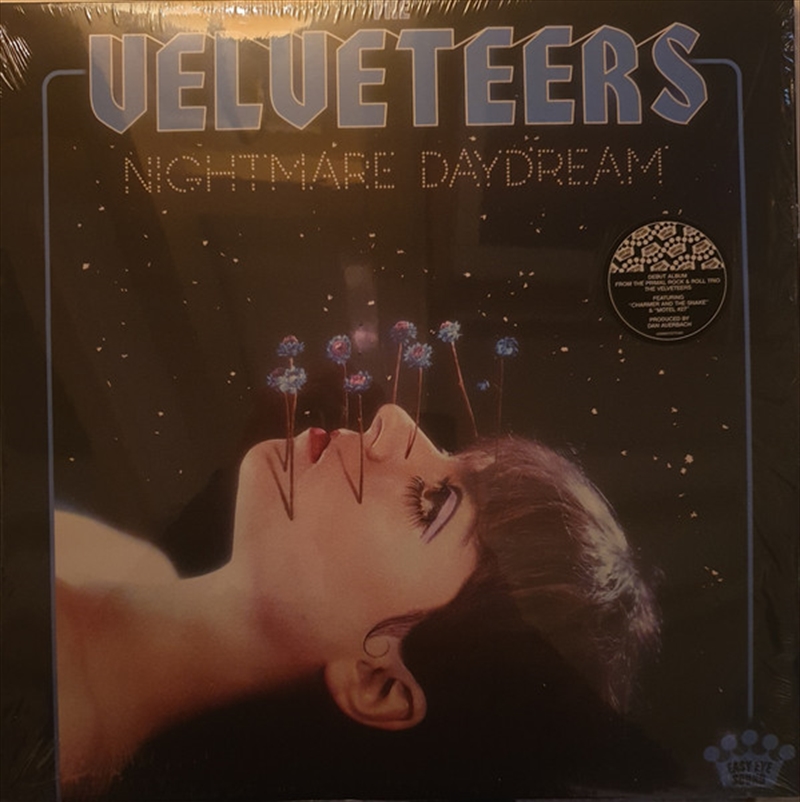 THE
VELVETEERS
NIGHTMARE DAYDREAM
DEBUT ALBUM
FROM THE PRIMAL ROCK & ROLL TRIO
THE VELVETEERS
FEATURING
"CHARMER AND THE SNAKE"
& "MOTEL #27"
PRODUCED BY
DAN AUERBACH
EASY EYE
SOUND